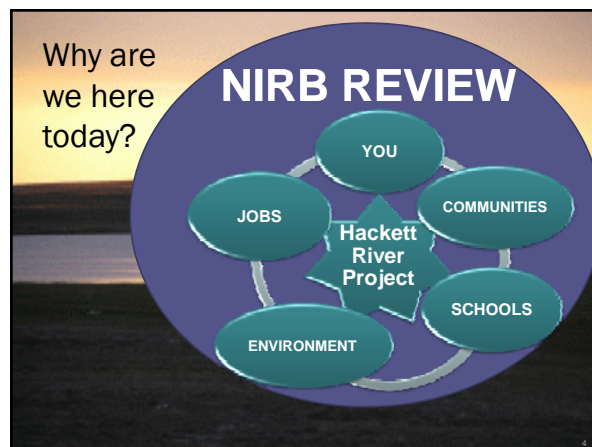 Why are
we here
today?
NIRB REVIEW
YOU
COMMUNITIES
SCHOOLS
ENVIRONMENT
JOBS
Hackett
River
Project
4